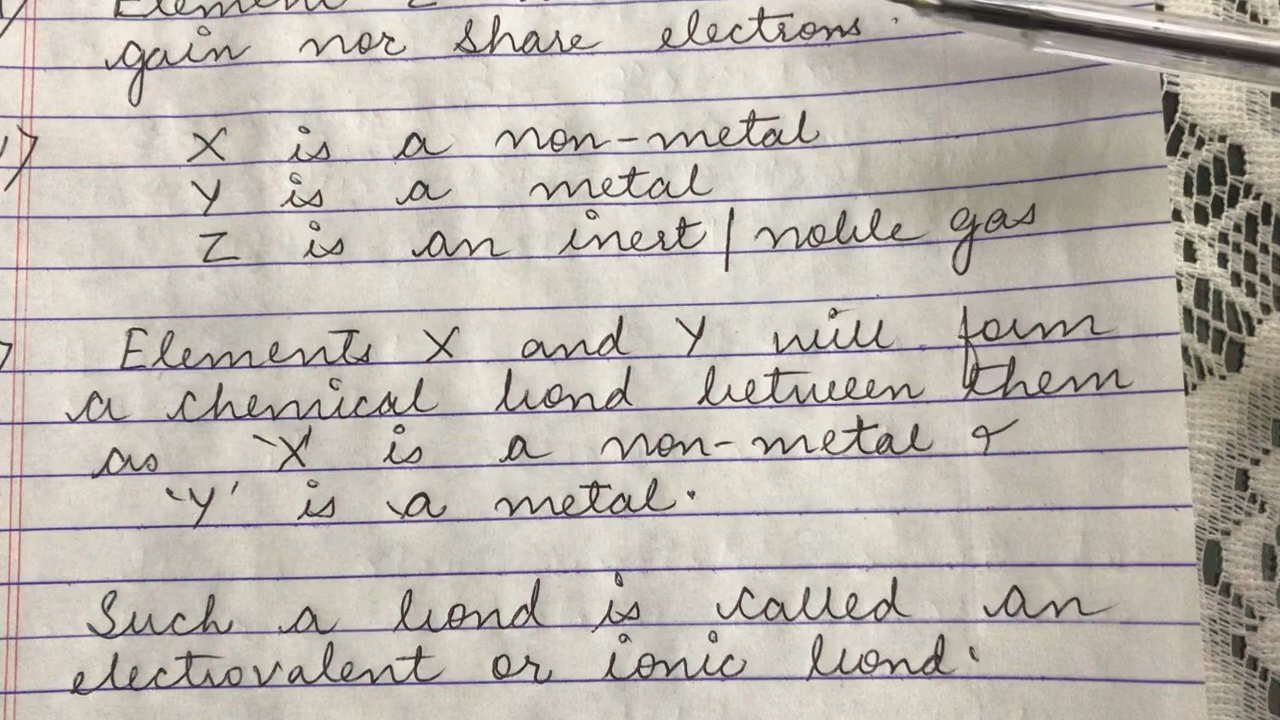 Element Z
gain nor share electrons.
X is a non-metal
Y is a metal
Z is an inert/noble gas
Elements X and Y will form
a chemical bond between them
as 'X' is a non-metal &
'Y' is a metal.
Such a bond is called an
electrovalent or ionic bond.